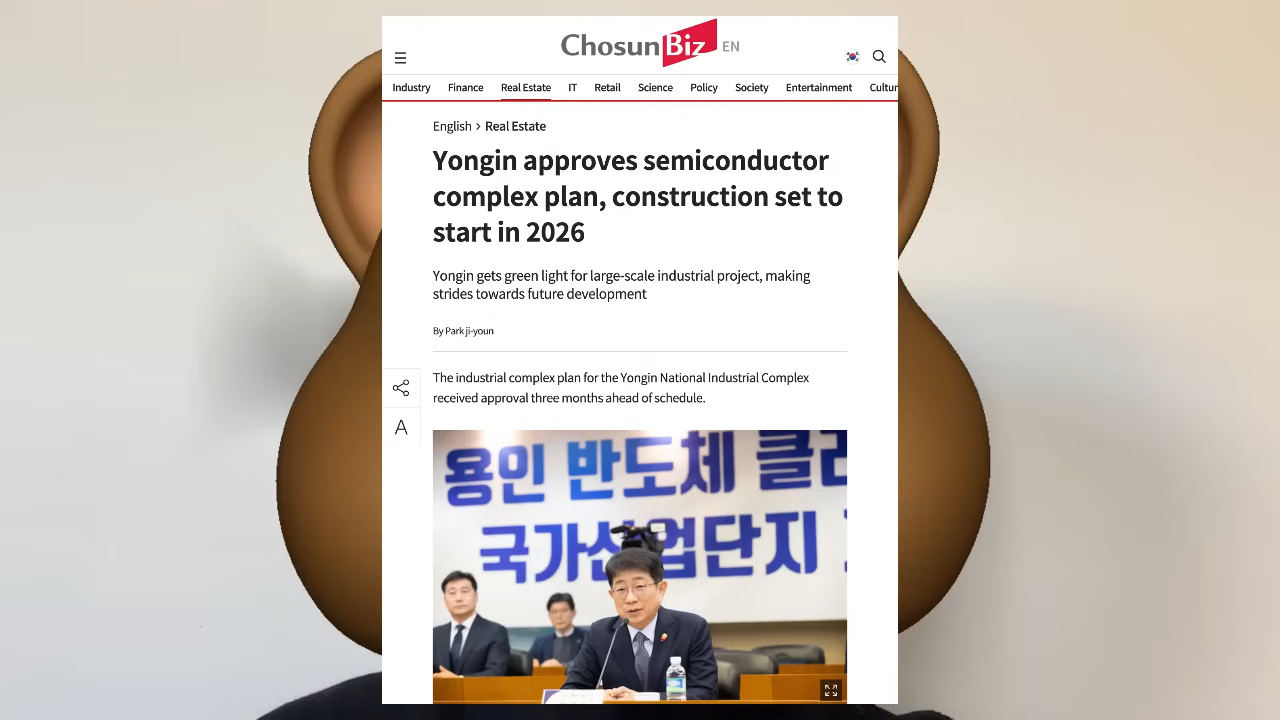 Chosun Biz EN
Industry Finance Real Estate IT Retail Science Policy Society Entertainment Cultur
English > Real Estate
Yongin approves semiconductor
complex plan, construction set to
start in 2026
Yongin gets green light for large-scale industrial project, making
strides towards future development
By Park ji-youn
The industrial complex plan for the Yongin National Industrial Complex
received approval three months ahead of schedule.
A
용인 반도체 클러
국가산업단지